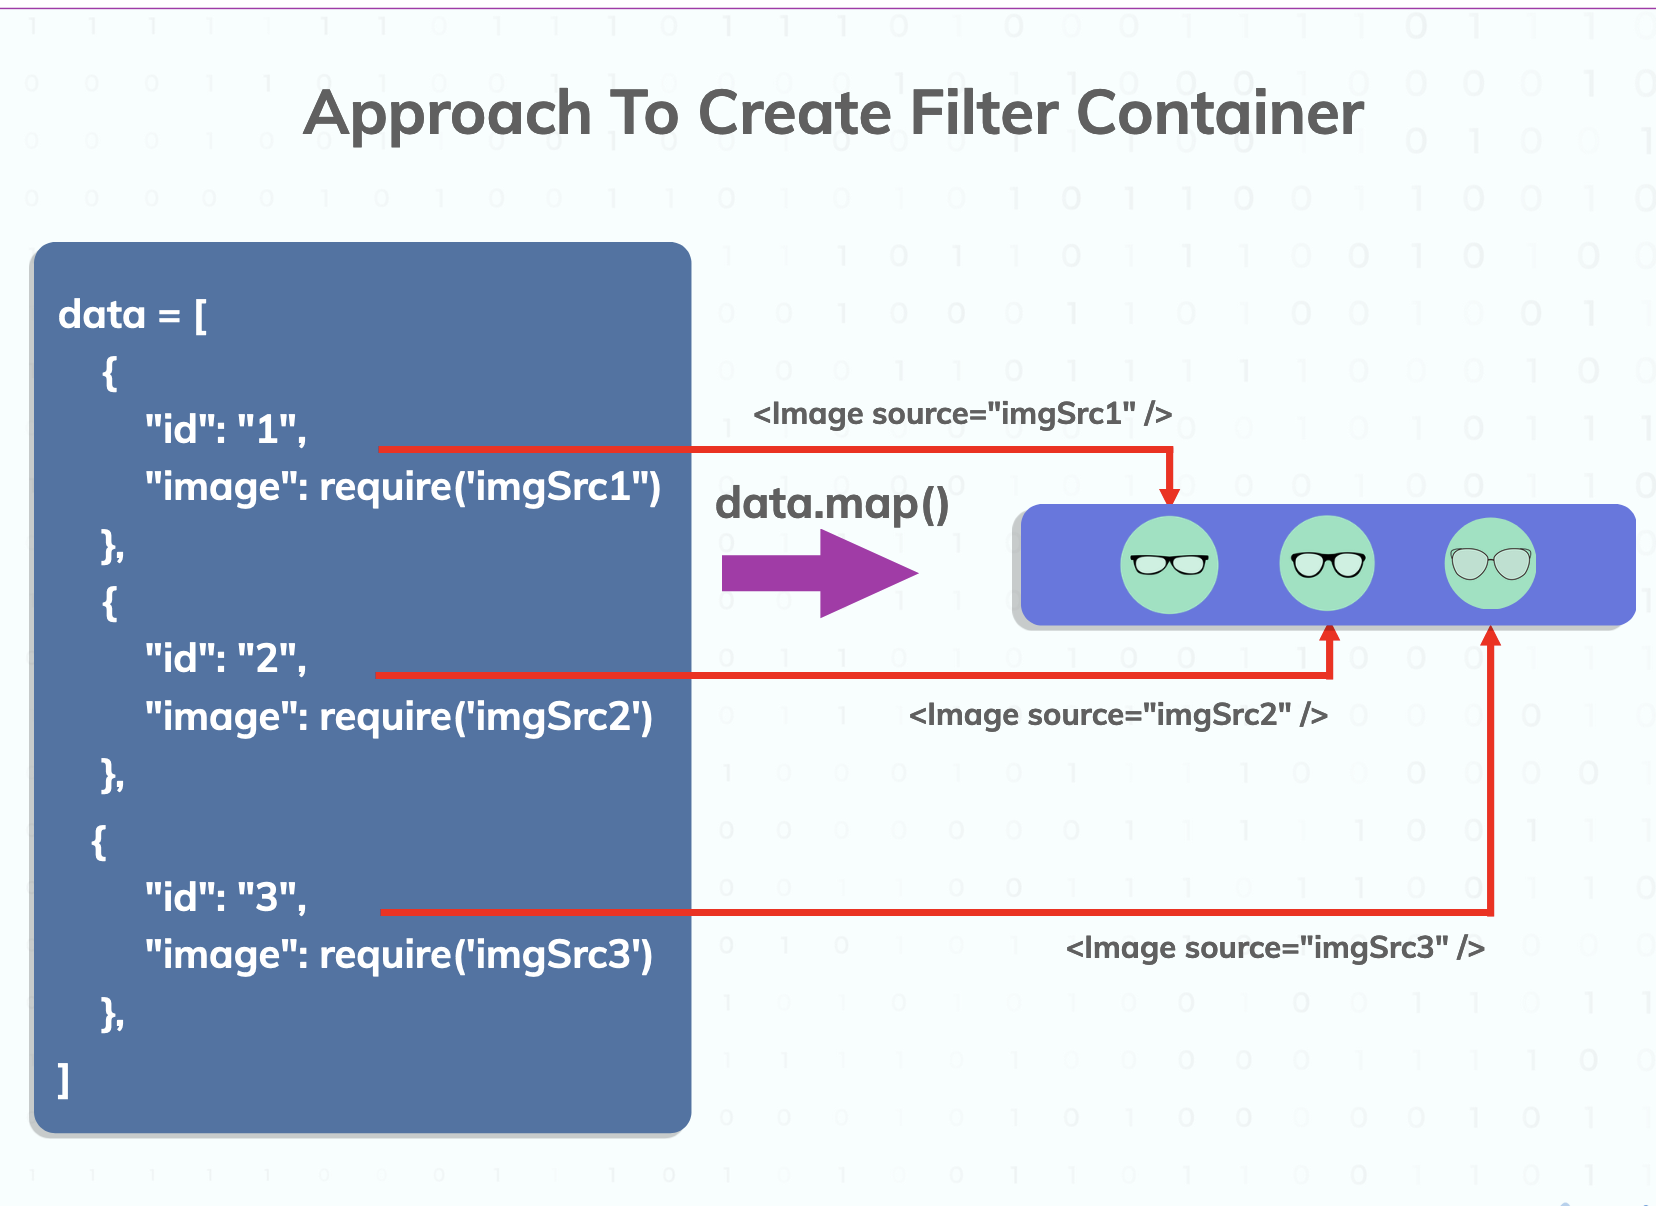 Approach To Create Filter Container
data = [
{
"id": "1",
"image": require('imgSrc1")
},
{
"id": "2",
"image": require('imgSrc2')
},
{
"id": "3",
"image": require('imgSrc3')
},
]
<Image source="imgSrc1" />
data.map()
<Image source="imgSrc2" />
<Image source="imgSrc3" />